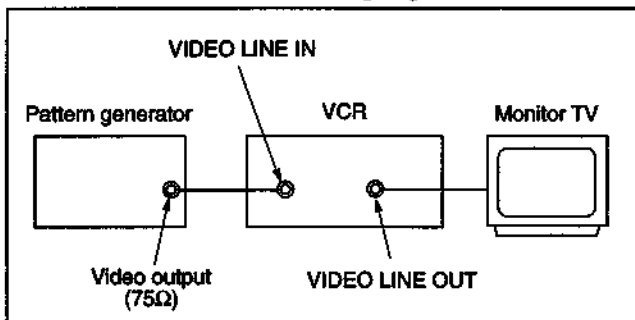 VIDEO LINE IN
Pattern generator
VCR
Monitor TV
Video output
(75Ω)
VIDEO LINE OUT